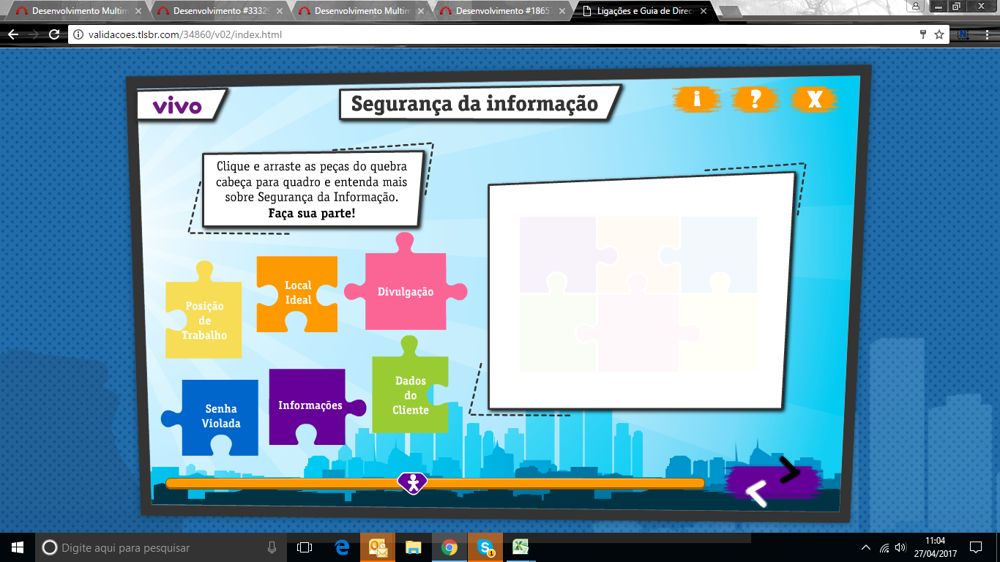 Desenvolvimento Multim
Desenvolvimento #3332
Desenvolvimento Multim
Desenvolvimento #1865
Ligações e Guia de Direc
validacoes.tlsbr.com/34860/v02/index.html
vivo
Segurança da informação
i
?
X
Clique e arraste as peças do quebra
cabeça para quadro e entenda mais
sobre Segurança da Informação.
Faça sua parte!
Posição
de
Trabalho
Local
Ideal
Divulgação
Senha
Violada
Informações
Dados
do
Cliente
Digite aqui para pesquisar
1
11:04
27/04/2017